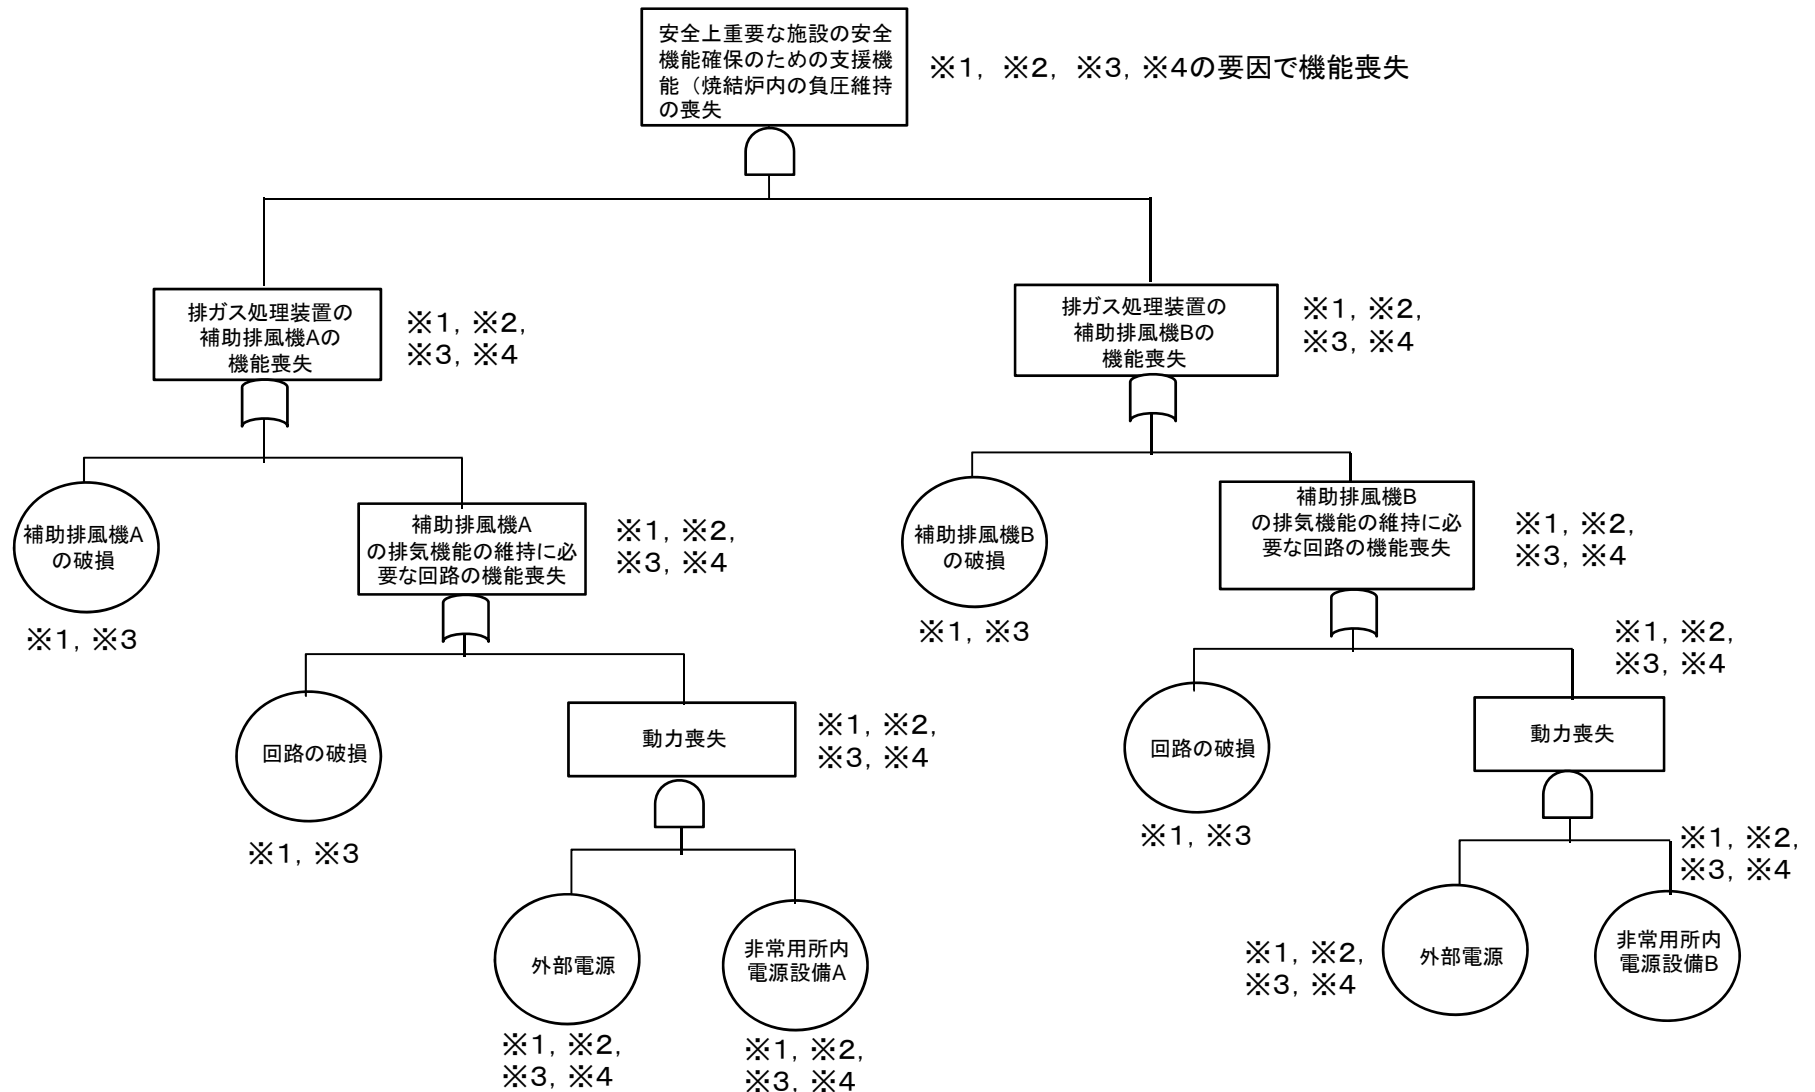 安全上重要な施設の安全
機能確保のための支援機
能（焼結炉内の負圧維持
の喪失
※1, ※2, ※3, ※4の要因で機能喪失
排ガス処理装置の
補助排風機Aの
機能喪失
※1, ※2,
※3, ※4
排ガス処理装置の
補助排風機Bの
機能喪失
※1, ※2,
※3, ※4
補助排風機A
の破損
※1, ※3
補助排風機A
の排気機能の維持に必
要な回路の機能喪失
※1, ※2,
※3, ※4
補助排風機B
の破損
※1, ※3
補助排風機B
の排気機能の維持に必
要な回路の機能喪失
※1, ※2,
※3, ※4
回路の破損
※1, ※3
動力喪失
※1, ※2,
※3, ※4
回路の破損
※1, ※3
※1, ※2,
※3, ※4
動力喪失
外部電源
※1, ※2,
※3, ※4
非常用所内
電源設備A
※1, ※2,
※3, ※4
※1, ※2,
※3, ※4
外部電源
※1, ※2,
※3, ※4
非常用所内
電源設備B